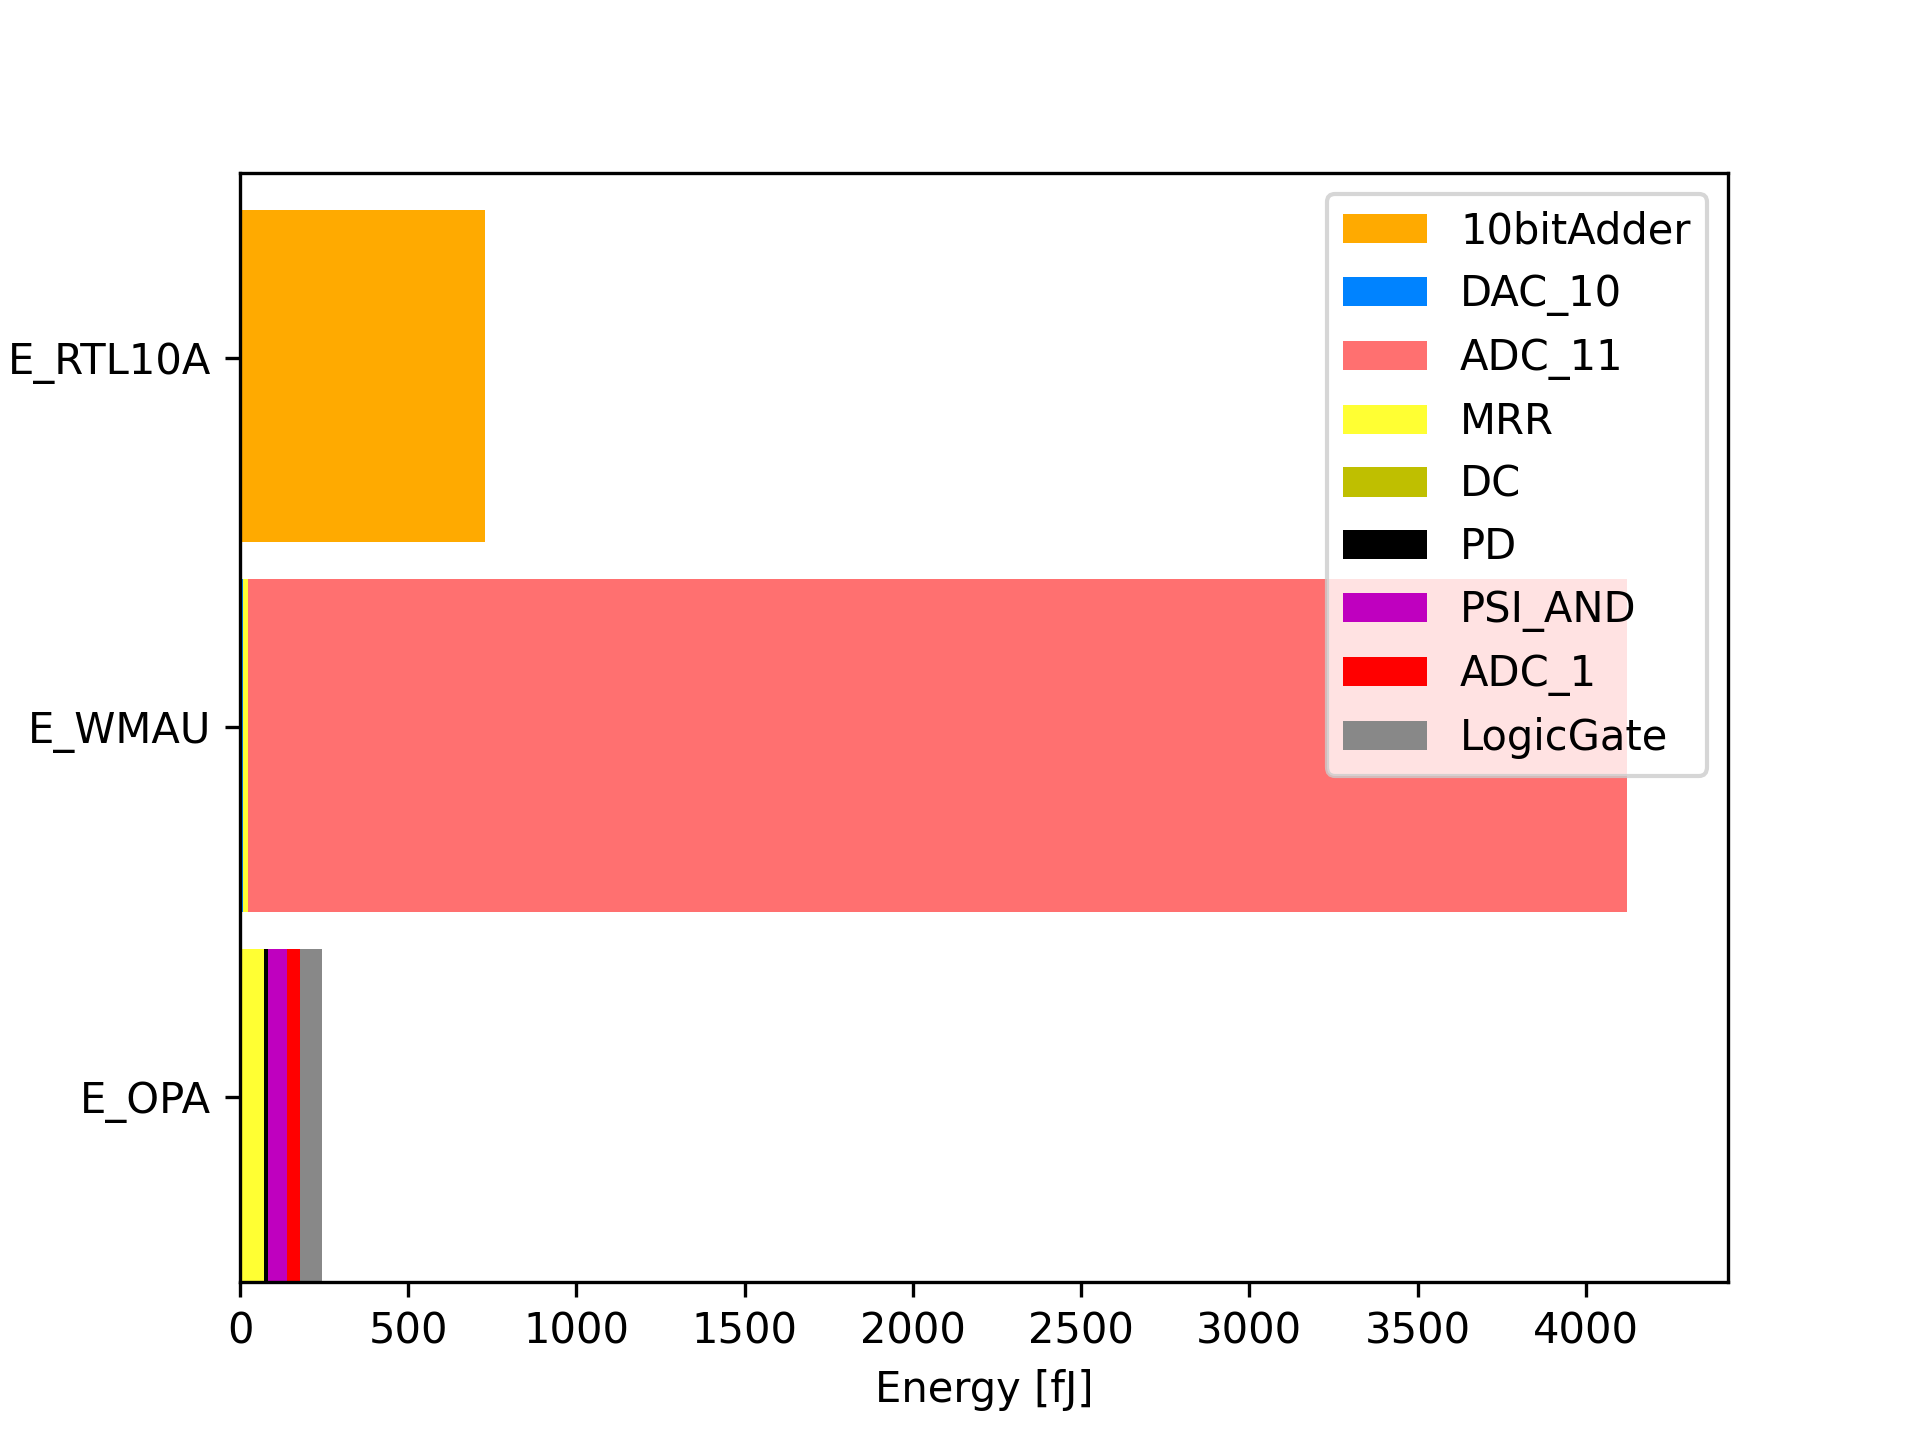 10bitAdder
DAC_10
ADC_11
MRR
DC
PD
PSI_AND
ADC_1
LogicGate
E_RTL10A
E_WMAU
E_OPA
0 500 1000 1500 2000 2500 3000 3500 4000
Energy [fJ]